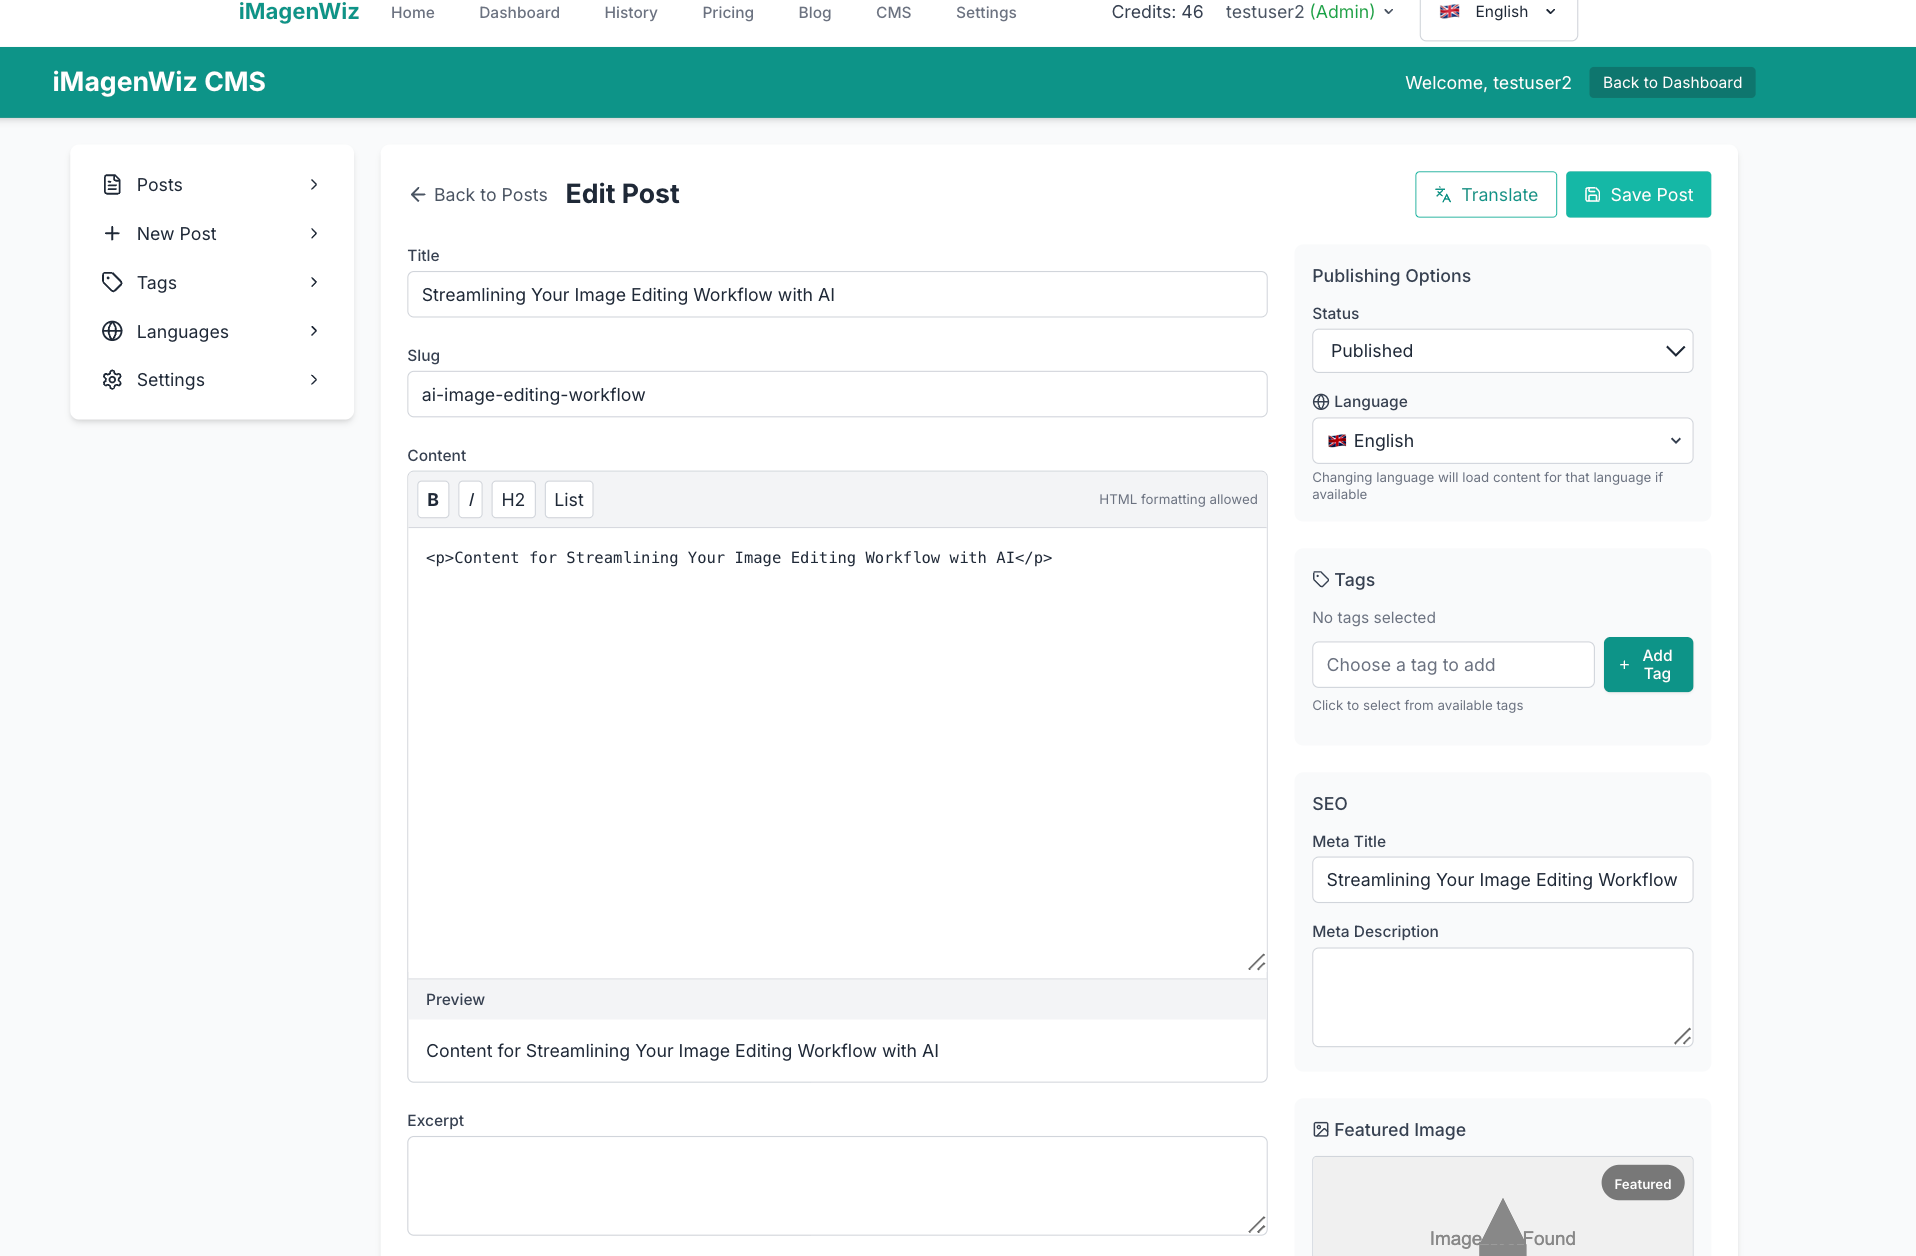 iMagenWiz
Home
Dashboard
History
Pricing
Blog
CMS
Settings
Credits: 46
testuser2 (Admin)
English
iMagenWiz CMS
Welcome, testuser2
Back to Dashboard
Posts
New Post
Tags
Languages
Settings
Back to Posts
Edit Post
Translate
Save Post
Title
Streamlining Your Image Editing Workflow with AI
Slug
ai-image-editing-workflow
Content
B
I
H2
List
HTML formatting allowed
<p>Content for Streamlining Your Image Editing Workflow with AI</p>
Preview
Content for Streamlining Your Image Editing Workflow with AI
Excerpt
Publishing Options
Status
Published
Language
English
Changing language will load content for that language if
available
Tags
No tags selected
Choose a tag to add
+ Add
Tag
Click to select from available tags
SEO
Meta Title
Streamlining Your Image Editing Workflow
Meta Description
Featured Image
Featured
Image Found